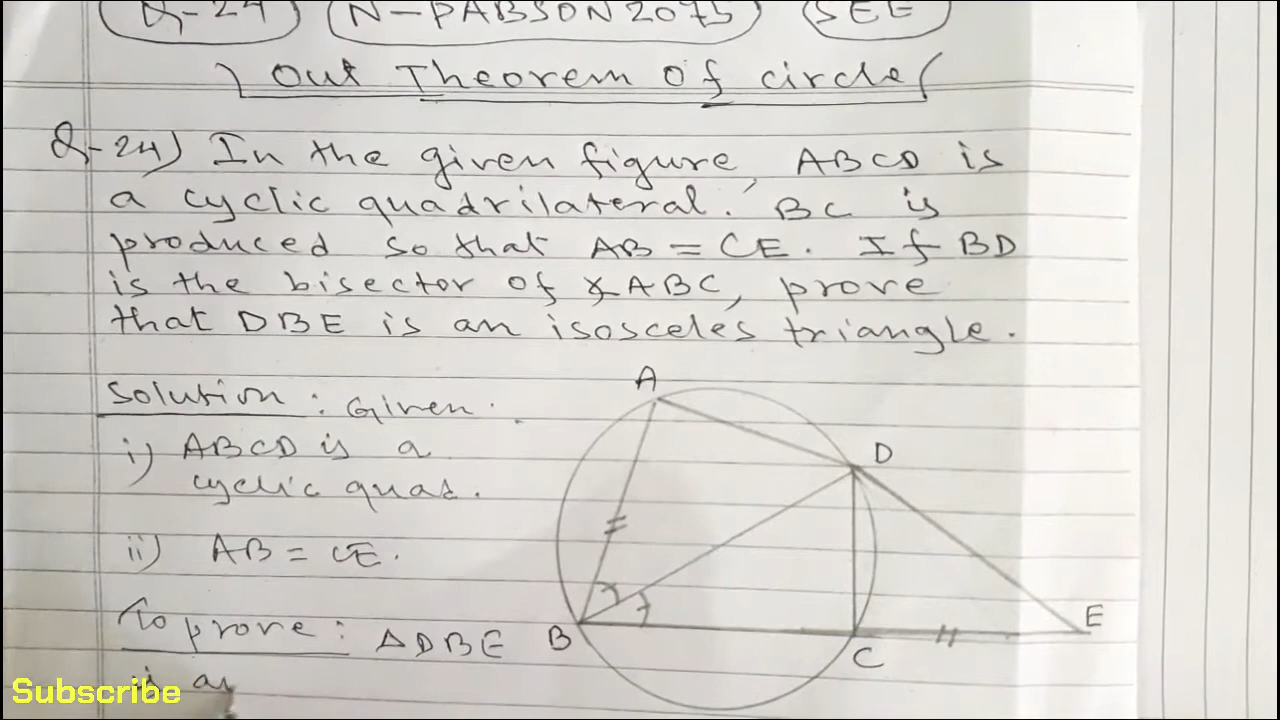 Q-24 N-PABSON 2075 SEE
Out Theorem of circle
Q-24) In the given figure, ABCD is
a cyclic quadrilateral. BC is
produced so that AB = CE. If BD
is the bisector of ∡ABC, prove
that DBE is an isosceles triangle.
Solution: Given.
i) ABCD is a
cyclic quad.
ii) AB = CE.
To prove: ΔDBE
is an
A
D
B
C
E
Subscribe